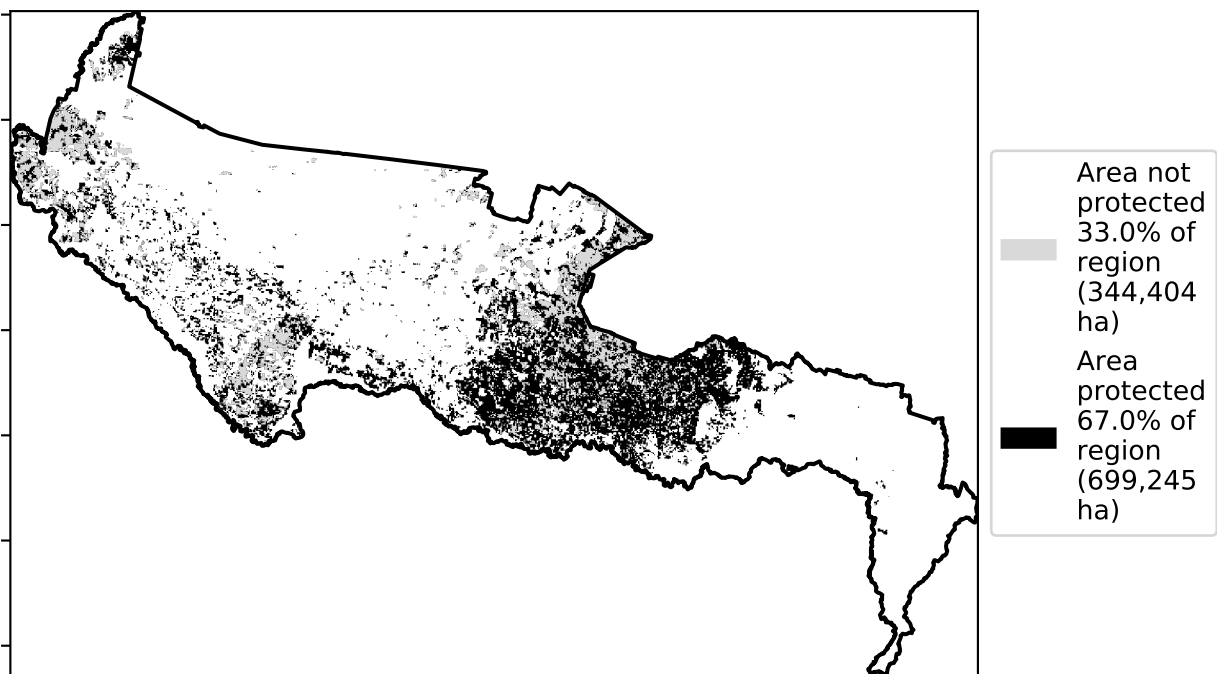 Area not
protected
33.0% of
region
(344,404
ha)
Area
protected
67.0% of
region
(699,245
ha)